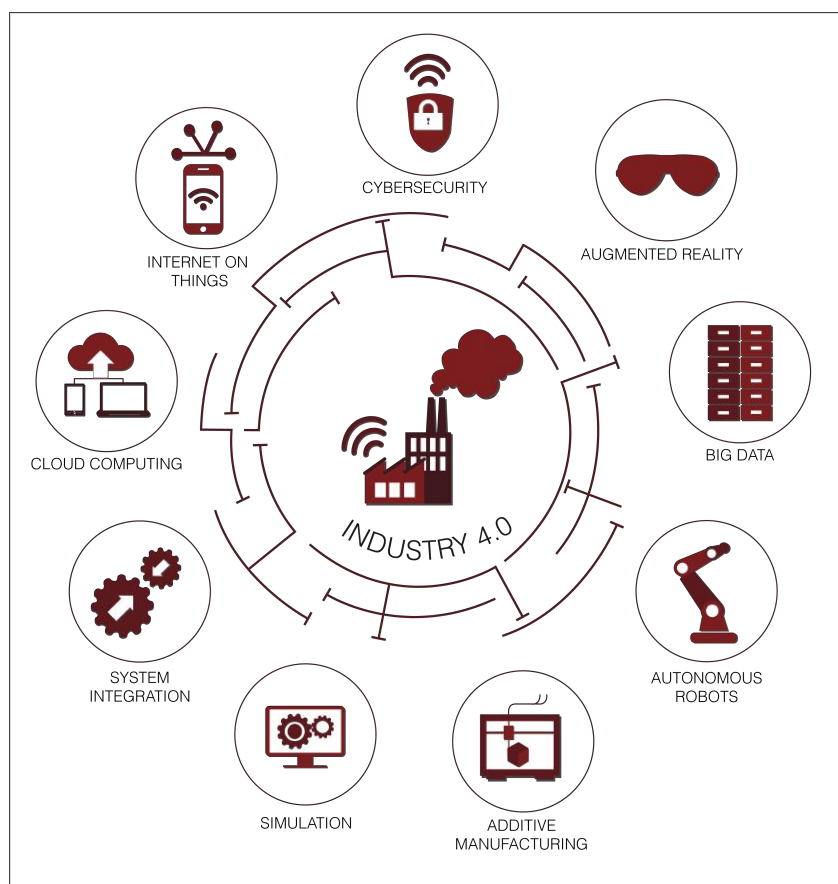 CYBERSECURITY
AUGMENTED REALITY
INTERNET ON
THINGS
BIG DATA
CLOUD COMPUTING
INDUSTRY 4.0
SYSTEM
INTEGRATION
AUTONOMOUS
ROBOTS
SIMULATION
ADDITIVE
MANUFACTURING